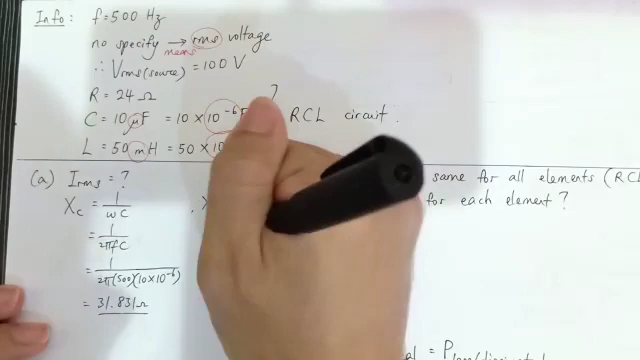 Info: f = 500 Hz
no specify → rms voltage
means
∴ Vrms(source) = 100 V
R = 24 Ω
C = 10 μF = 10 × 10⁻⁶F RCL circuit.
L = 50 mH = 50 × 10
(a) Irms = ? same for all elements (RCL
Xc = 1/ωC , for each element ?
= 1/2πfC
= 1/2π(500)(10×10⁻⁶)
= 31.831Ω